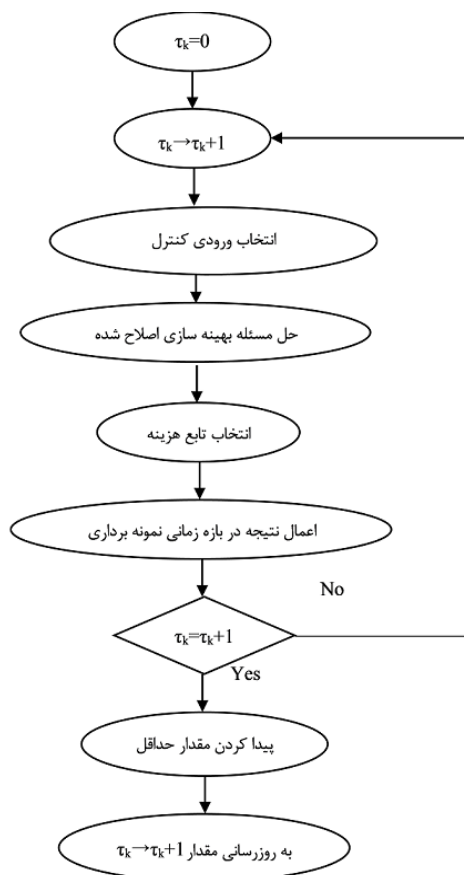 τk=0
τk→τk+1
انتخاب ورودی کنترل
حل مسئله بهینه سازی اصلاح شده
انتخاب تابع هزینه
اعمال نتیجه در بازه زمانی نمونه برداری
No
τk=τk+1
Yes
پیدا کردن مقدار حداقل
به روزرسانی مقدار τk→τk+1